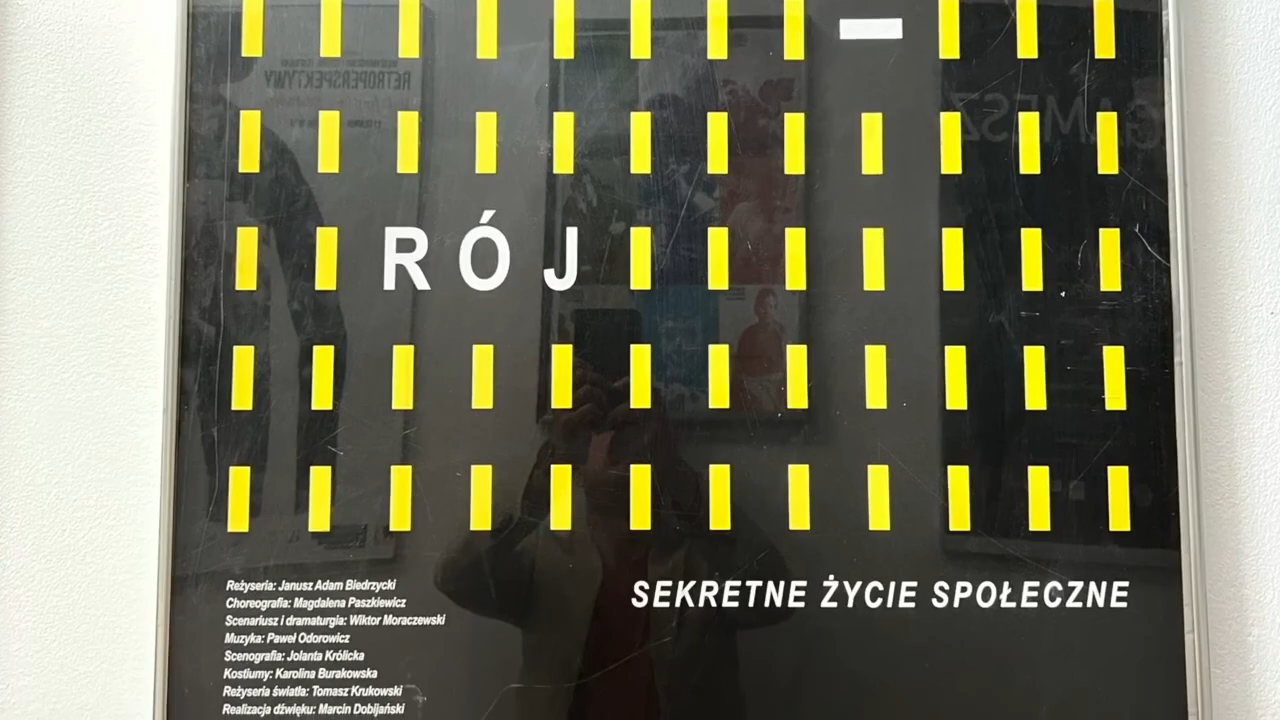 RETROPERSPEKTYWY
RÓJ
SEKRETNE ŻYCIE SPOŁECZNE
Reżyseria: Janusz Adam Biedrzycki
Choreografia: Magdalena Paszkiewicz
Scenariusz i dramaturgia: Wiktor Moraczewski
Muzyka: Paweł Odorowicz
Scenografia: Jolanta Królicka
Kostiumy: Karolina Burakowska
Reżyseria światła: Tomasz Krukowski
Realizacja dźwięku: Marcin Dobijański